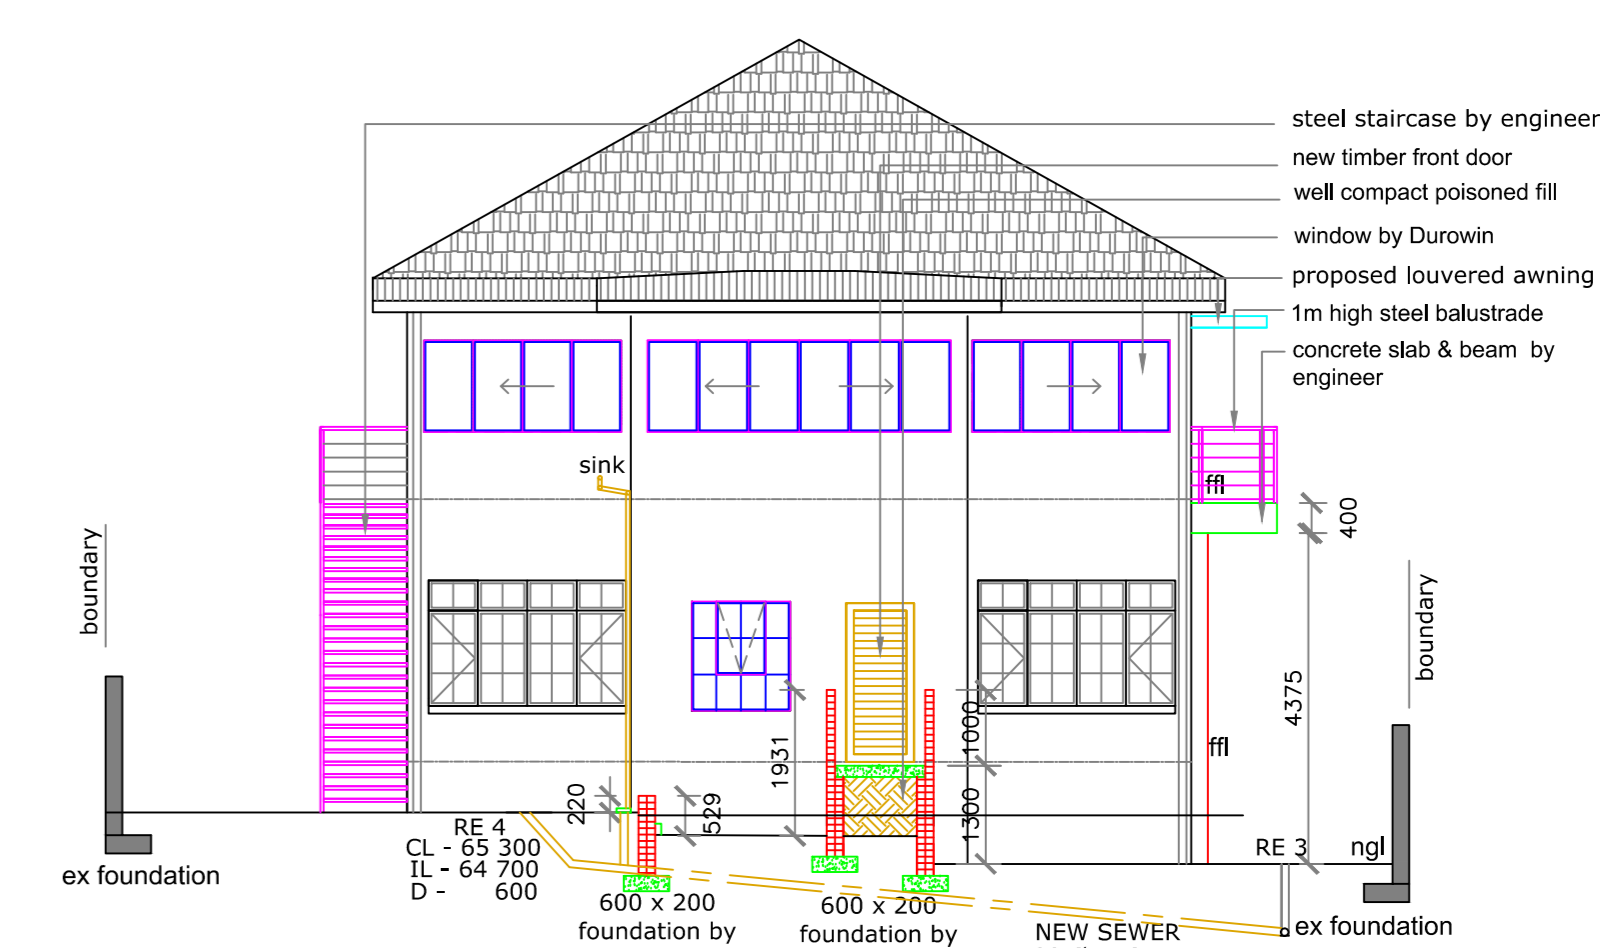 steel staircase by engineer
new timber front door
well compact poisoned fill
window by Durowin
proposed louvered awning
1m high steel balustrade
concrete slab & beam by
engineer
sink
ffl
400
boundary
boundary
4375
1000
1931
ffl
220
529
1300
RE 4
CL - 65 300
IL - 64 700
D - 600
RE 3
ngl
ex foundation
600 x 200
foundation by
600 x 200
foundation by
NEW SEWER
ex foundation